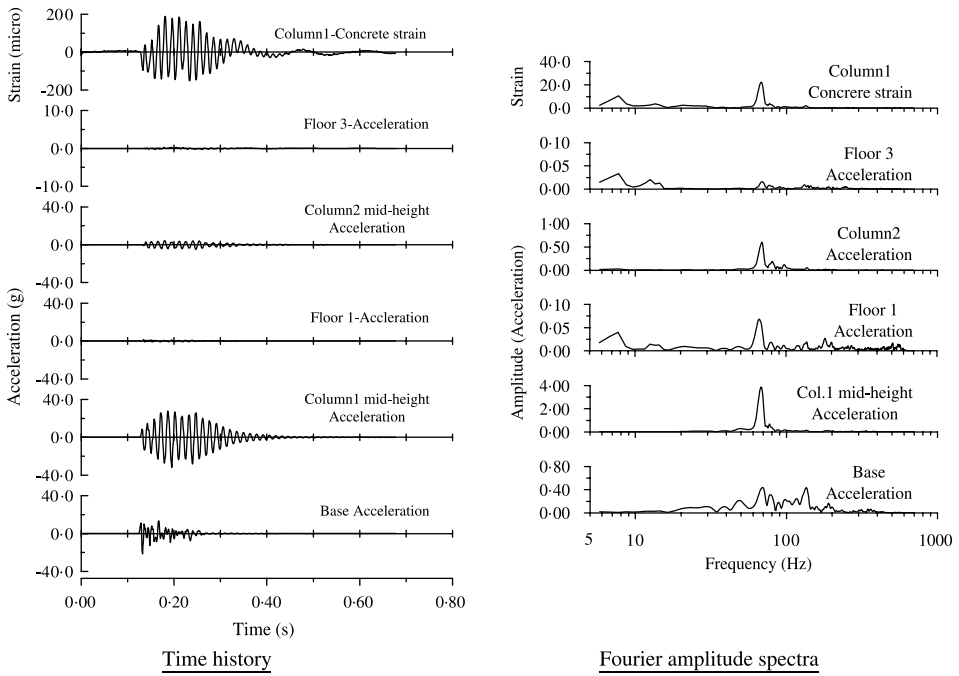 200
100
0
-100
-200
Strain (micro)
Column1-Concrete strain
10·0
0·0
-10·0
Floor 3-Acceleration
40·0
0·0
-40·0
Column2 mid-height
Acceleration
40·0
0·0
-40·0
Floor 1-Accleration
40·0
0·0
-40·0
Column1 mid-height
Acceleration
40·0
0·0
-40·0
Base Acceleration
Acceleration (g)
0·00
0·20
0·40
0·60
0·80
Time (s)
Time history
Strain
40·0
20·0
0·0
Column1
Concrere strain
0·10
0·05
0·00
Floor 3
Acceleration
1·00
0·50
0·00
Column2
Acceleration
0·10
0·05
0·00
Floor 1
Accleration
4·00
2·00
0·00
Col.1 mid-height
Acceleration
0·80
0·40
0·00
Base
Acceleration
Amplitude (Acceleration)
5
10
100
1000
Frequency (Hz)
Fourier amplitude spectra